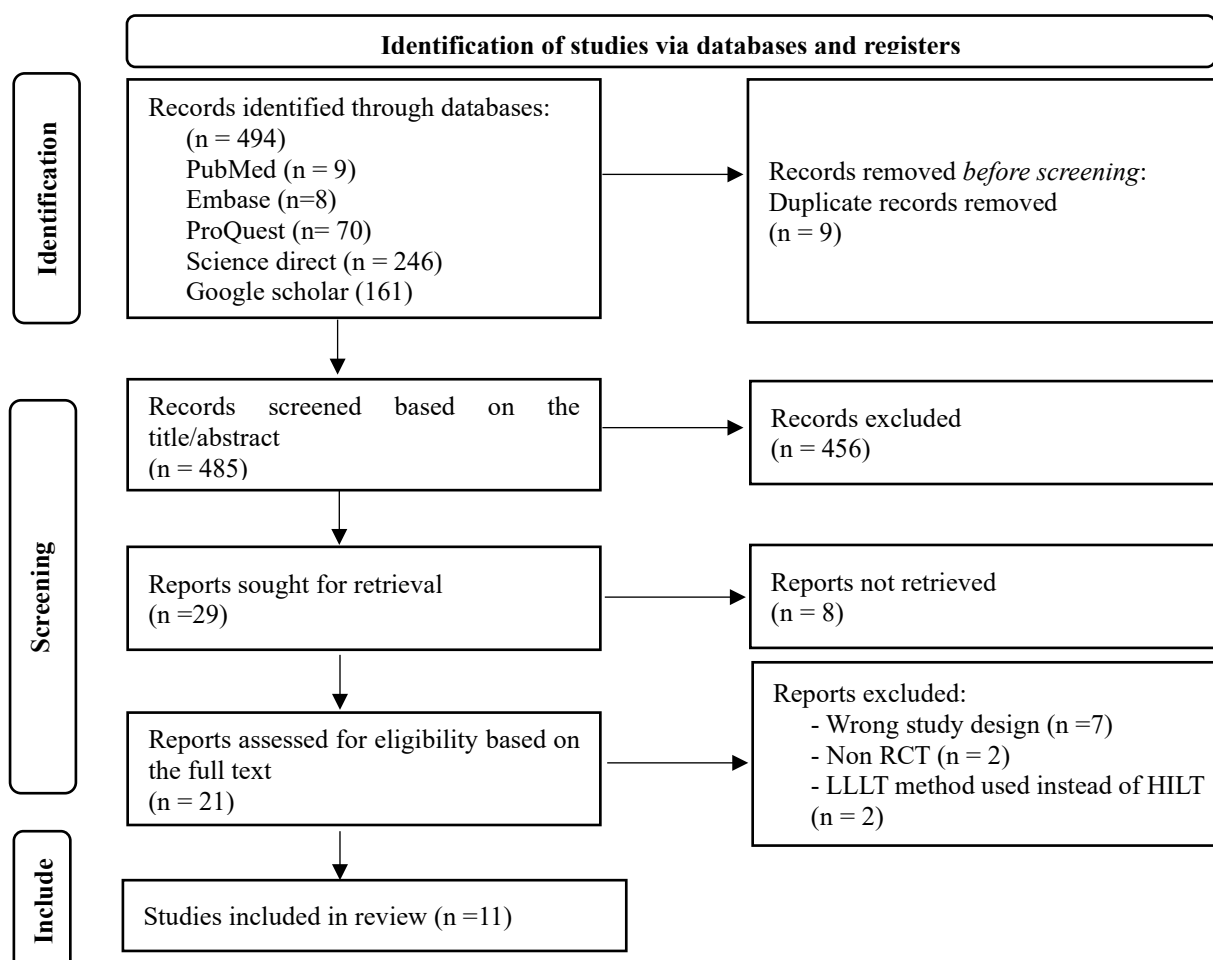 Identification of studies via databases and registers
Identification
Records identified through databases:
(n = 494)
PubMed (n = 9)
Embase (n=8)
ProQuest (n= 70)
Science direct (n = 246)
Google scholar (161)
Records removed before screening:
Duplicate records removed
(n = 9)
Screening
Records screened based on the
title/abstract
(n = 485)
Records excluded
(n = 456)
Reports sought for retrieval
(n =29)
Reports not retrieved
(n = 8)
Reports assessed for eligibility based on
the full text
(n = 21)
Reports excluded:
- Wrong study design (n =7)
- Non RCT (n = 2)
- LLLT method used instead of HILT
(n = 2)
Include
Studies included in review (n =11)